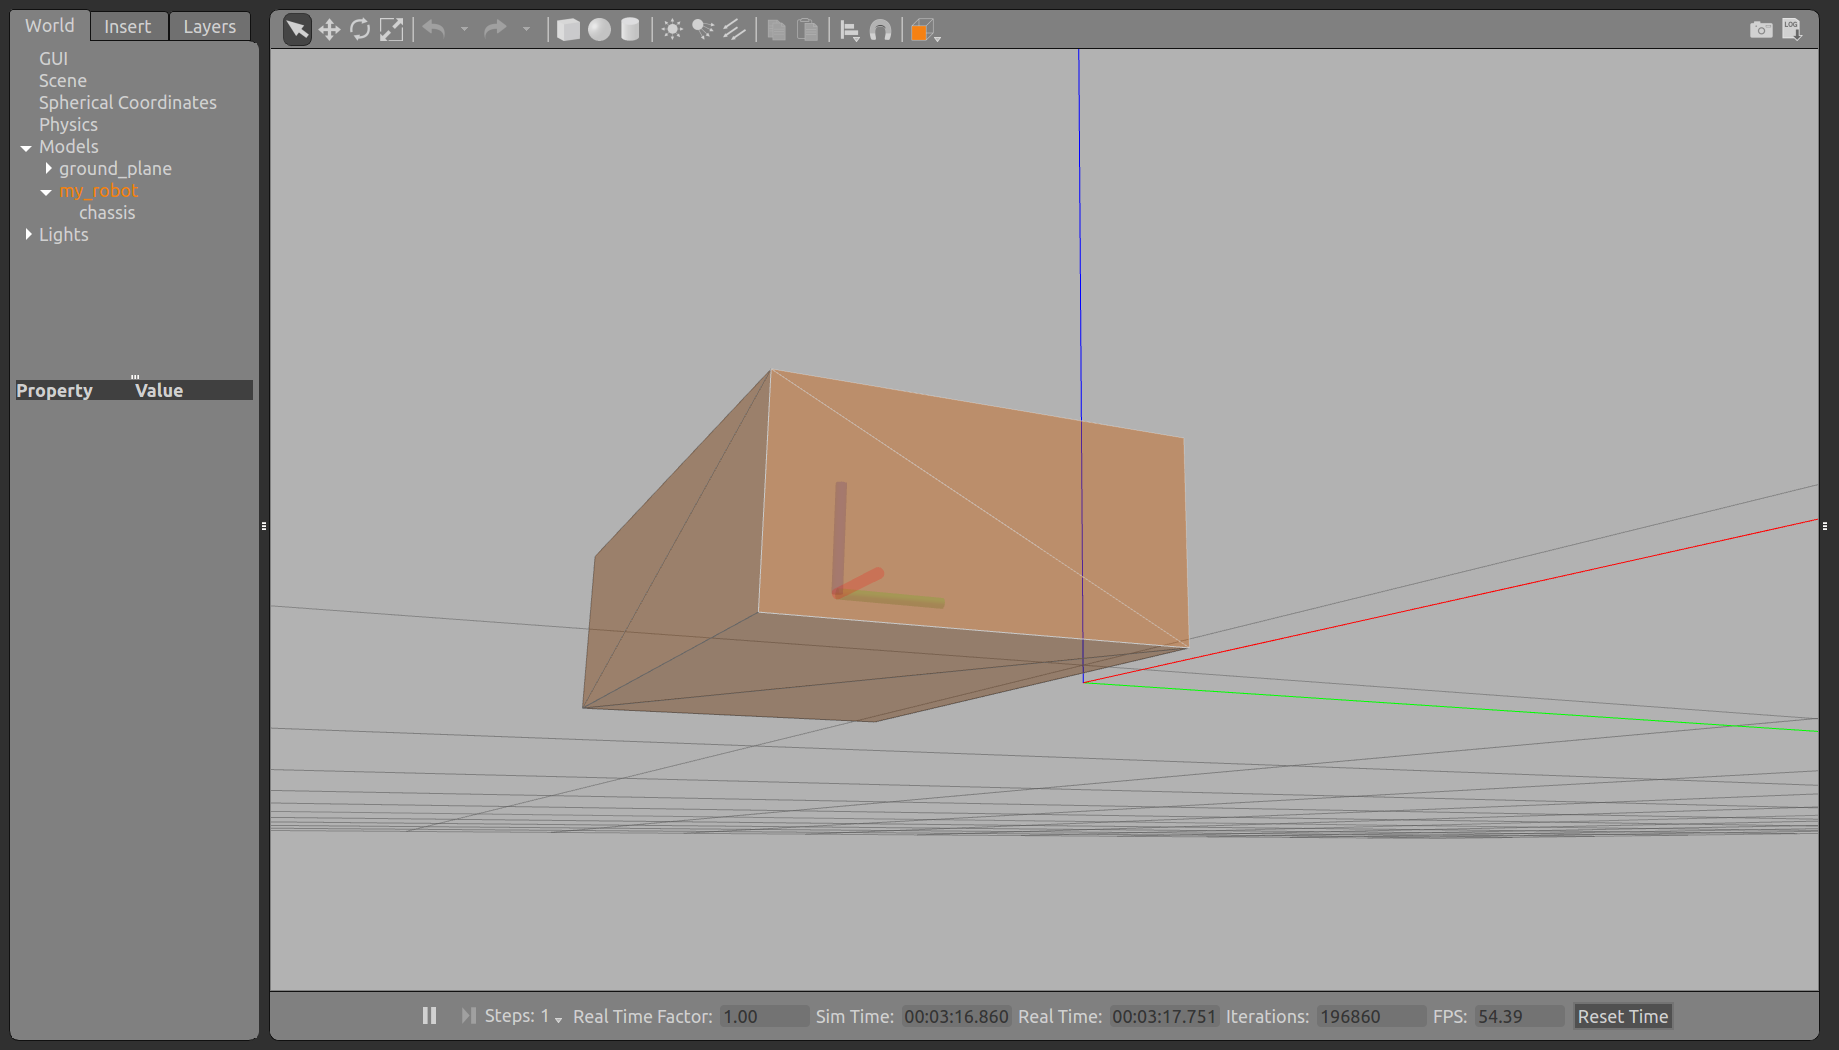 World Insert Layers
GUI
Scene
Spherical Coordinates
Physics
Models
ground_plane
my_robot
chassis
Lights
Property Value
LOG
Steps: 1 Real Time Factor: 1.00 Sim Time: 00:03:16.860 Real Time: 00:03:17.751 Iterations: 196860 FPS: 54.39 Reset Time